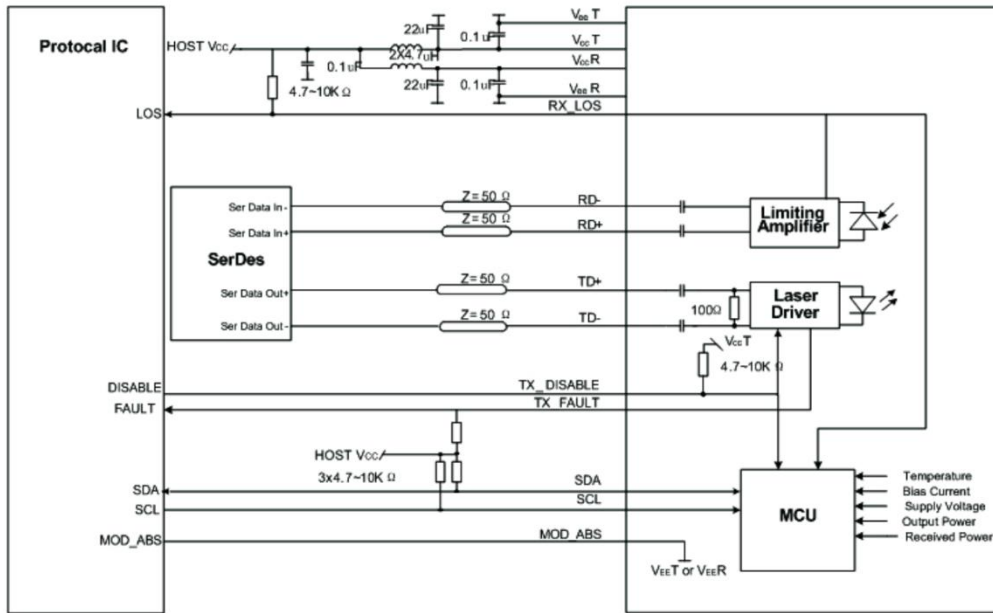 Protocal IC
HOST Vcc
22uF
0.1uF
VeeT
VccT
0.1uF
2X4.7uH
VccR
22uF
0.1uF
VeeR
4.7~10K Ω
LOS
RX_LOS
Ser Data In-
Z= 50 Ω
RD-
Ser Data In+
Z= 50 Ω
RD+
Limiting
Amplifier
SerDes
Ser Data Out+
Z= 50 Ω
TD+
100Ω
Laser
Driver
Ser Data Out-
Z= 50 Ω
TD-
VccT
4.7~10K Ω
DISABLE
TX_DISABLE
FAULT
TX_FAULT
HOST Vcc
3x4.7~10K Ω
SDA
SDA
SCL
SCL
MCU
Temperature
Bias Current
Supply Voltage
Output Power
Received Power
MOD_ABS
MOD_ABS
VEET or VEER